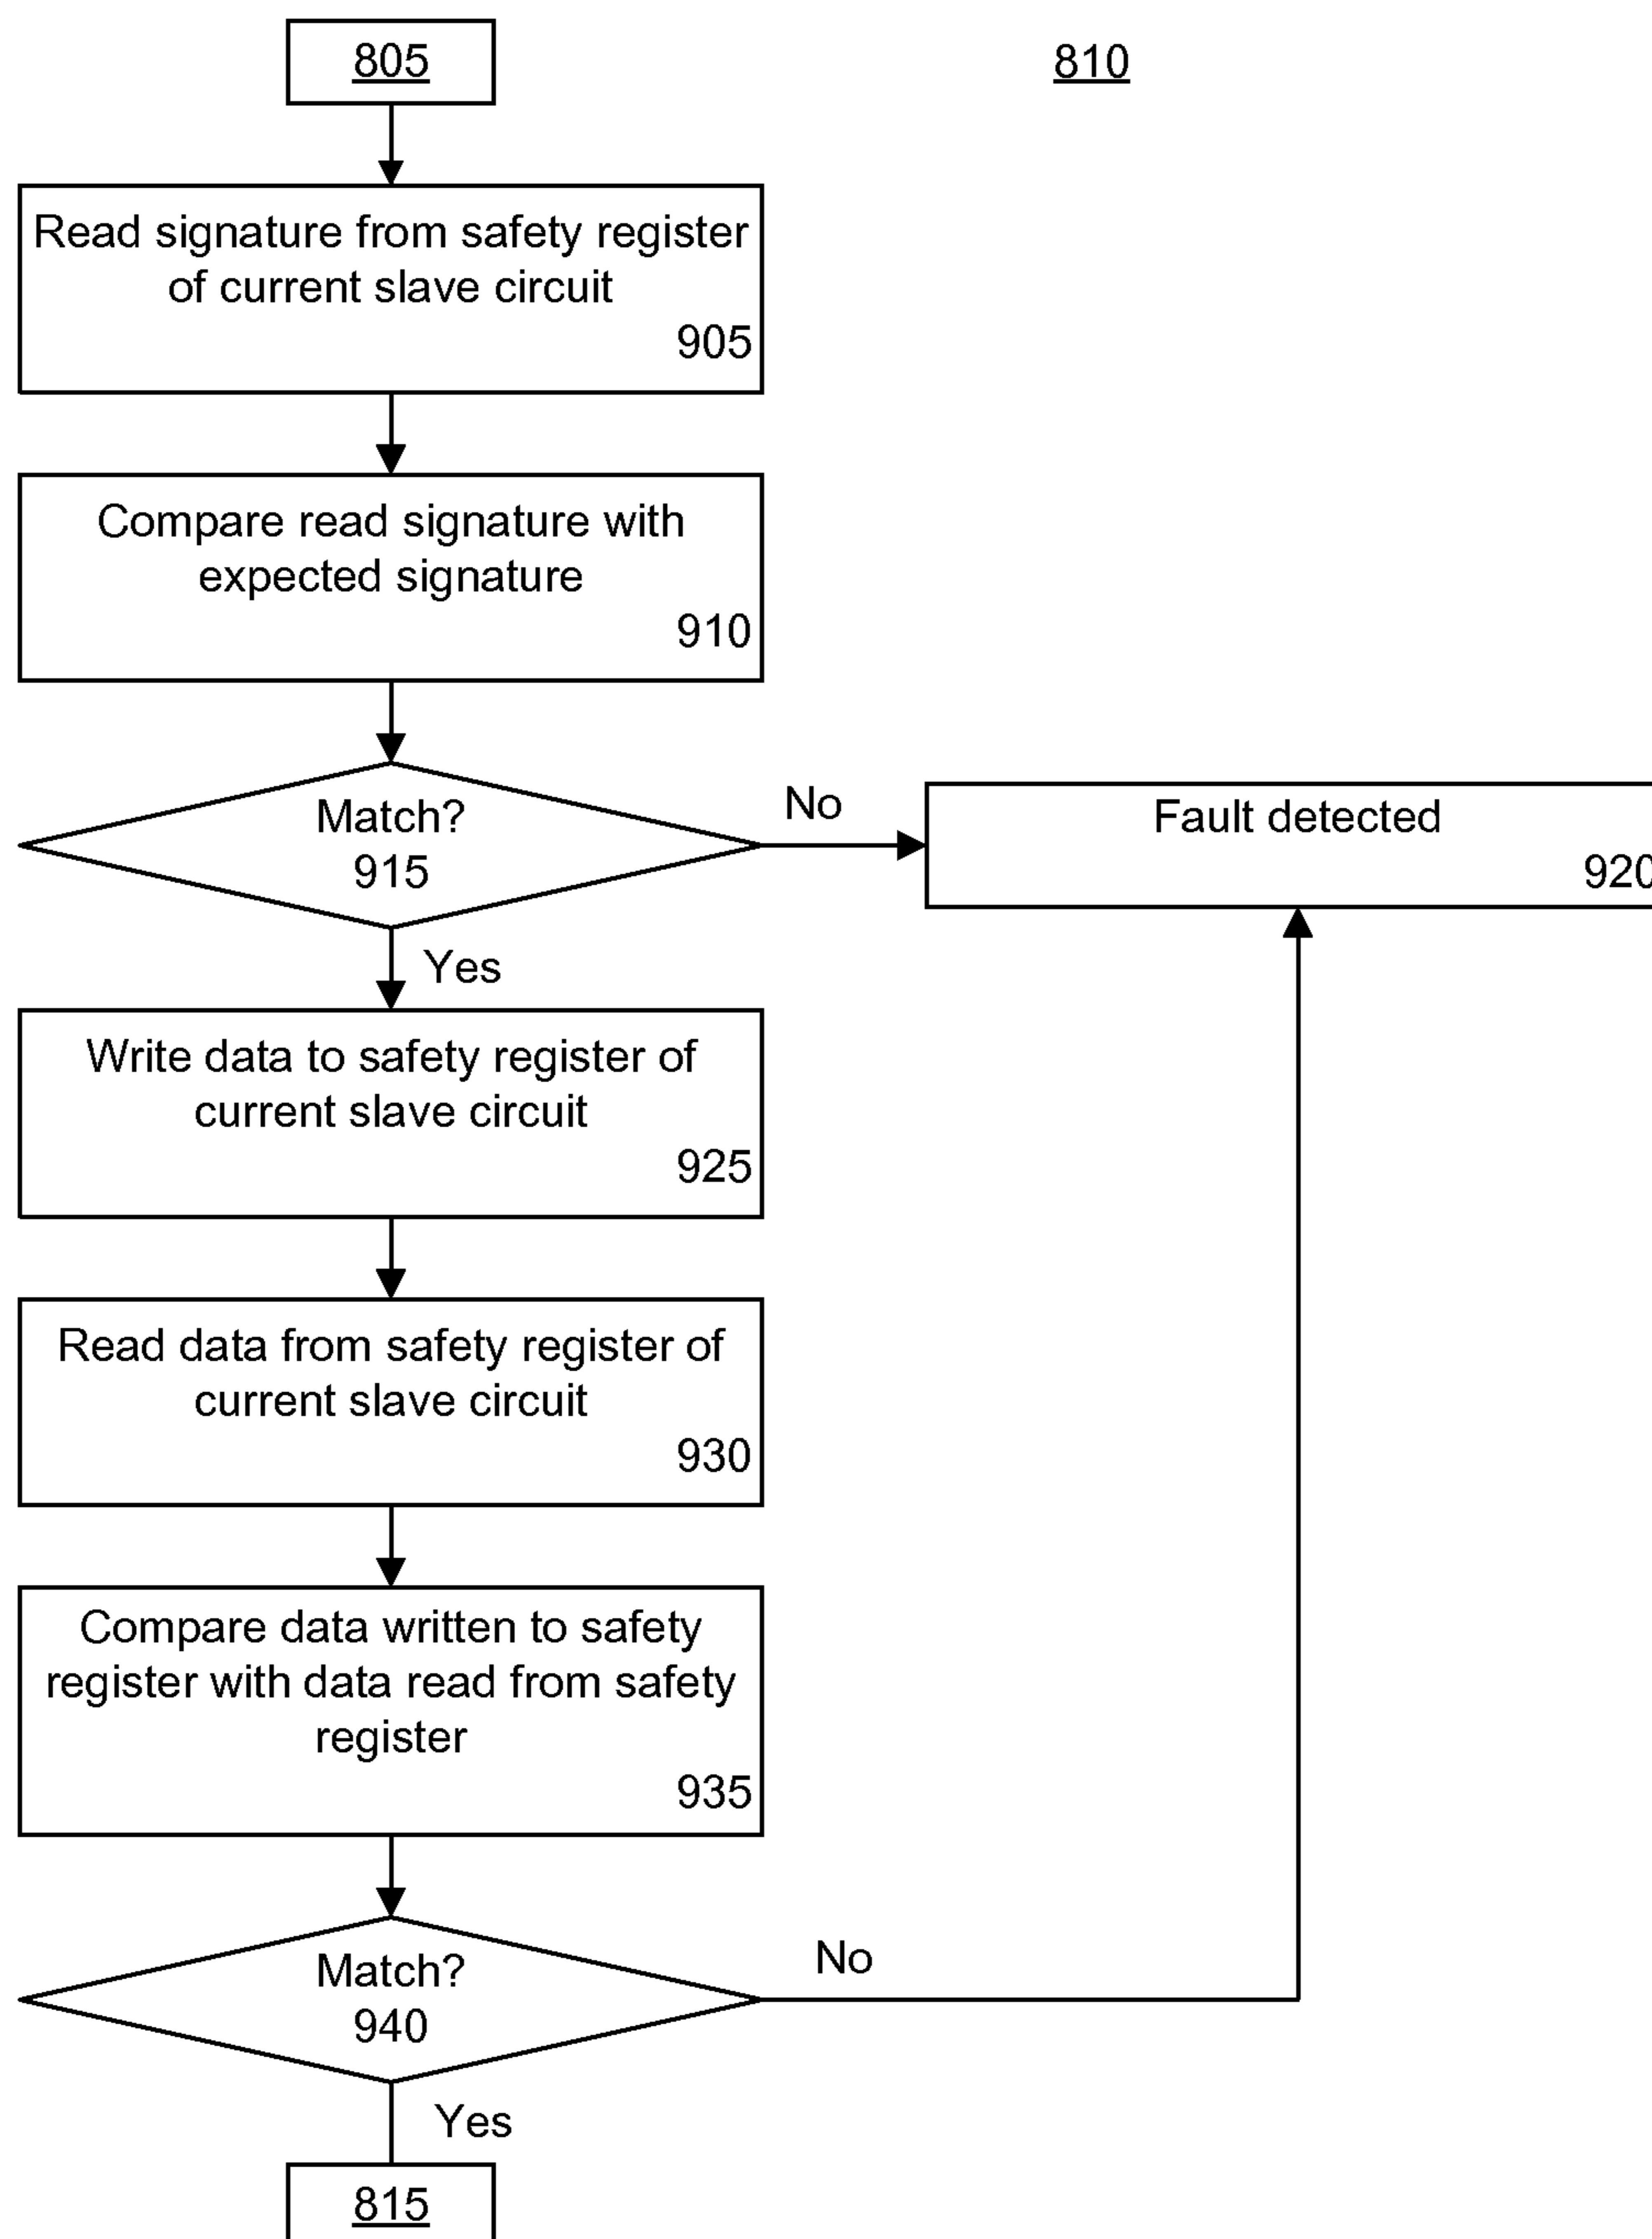 805
810
Read signature from safety register
of current slave circuit
905
Compare read signature with
expected signature
910
Match?
915
No
Fault detected
920
Yes
Write data to safety register of
current slave circuit
925
Read data from safety register of
current slave circuit
930
Compare data written to safety
register with data read from safety
register
935
Match?
940
No
Yes
815